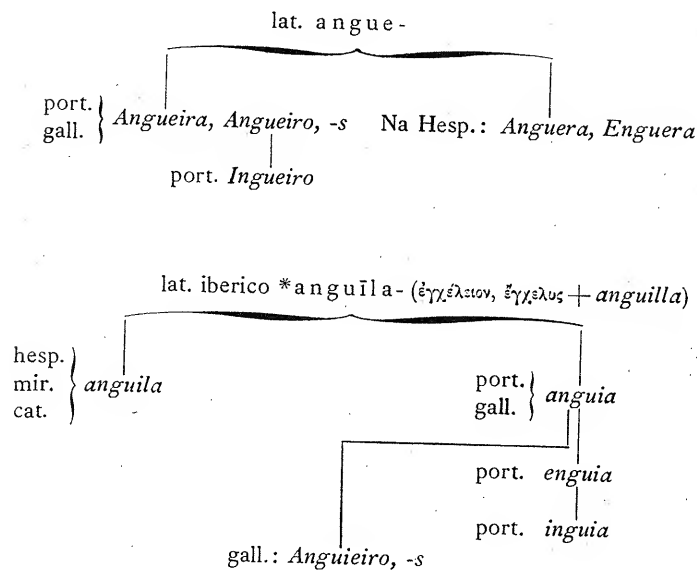 lat. angue-
port.
gall. } Angueira, Angueiro, -s Na Hesp.: Anguera, Enguera
port. Ingueiro
lat. iberico *anguīla- (ἐγχέλειον, ἔγχελυς + anguilla)
hesp.
mir. } anguila
cat.
port.
gall. } anguia
port. enguia
port. inguia
gall.: Anguieiro, -s